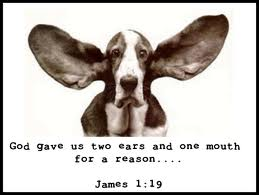 God gave us two ears and one mouth
for a reason....
James 1:19